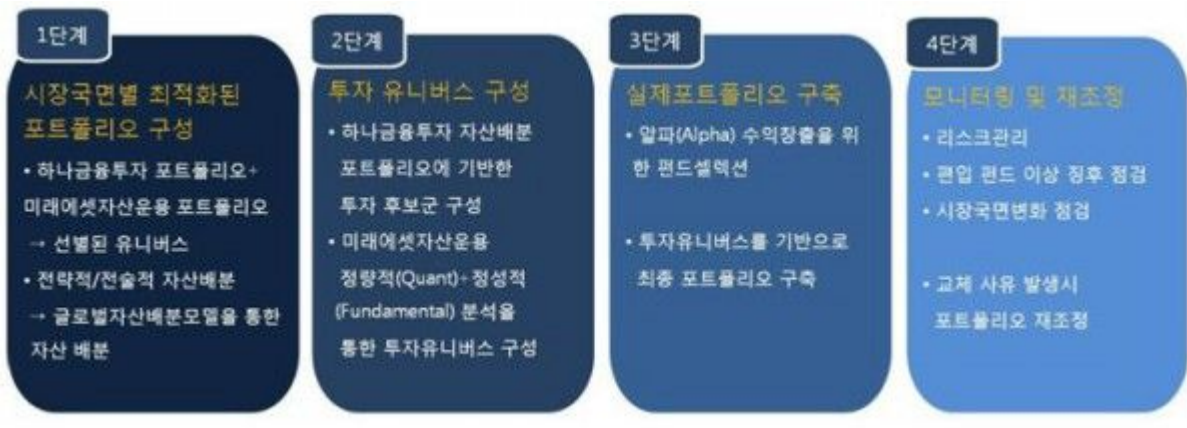 1단계
시장국면별 최적화된
포트폴리오 구성
• 하나금융투자 포트폴리오+
미래에셋자산운용 포트폴리오
→ 선별된 유니버스
• 전략적/전술적 자산배분
→ 글로벌자산배분모델을 통한
자산 배분
2단계
투자 유니버스 구성
• 하나금융투자 자산배분
포트폴리오에 기반한
투자 후보군 구성
• 미래에셋자산운용
정량적(Quant)+정성적
(Fundamental) 분석을
통한 투자유니버스 구성
3단계
실제포트폴리오 구축
• 알파(Alpha) 수익창출을 위
한 펀드셀렉션
• 투자유니버스를 기반으로
최종 포트폴리오 구축
4단계
모니터링 및 재조정
• 리스크관리
• 편입 펀드 이상 징후 점검
• 시장국면변화 점검
• 교체 사유 발생시
포트폴리오 재조정